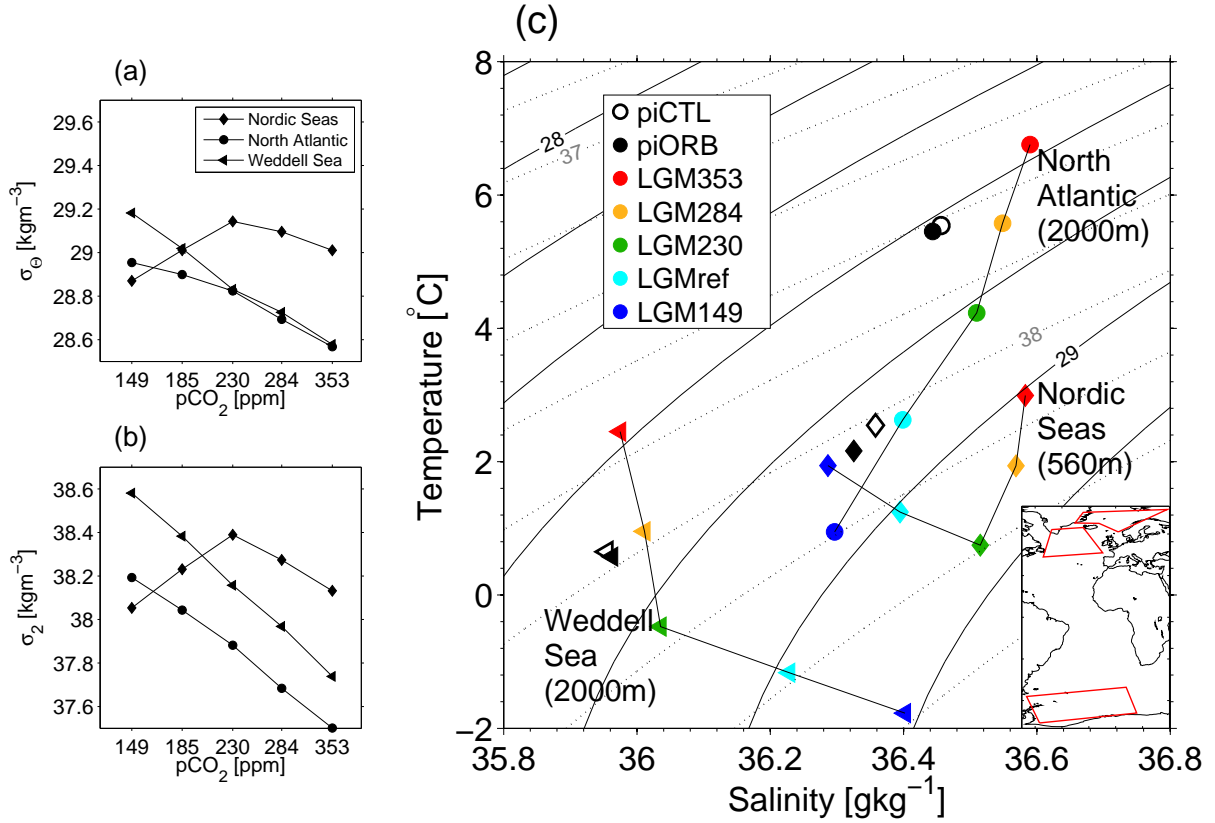 (a)
29.6
29.4
29.2
29
28.8
28.6
σΘ [kgm−3]
Nordic Seas
North Atlantic
Weddell Sea
149 185 230 284 353
pCO2 [ppm]
(b)
38.6
38.4
38.2
38
37.8
37.6
σ2 [kgm−3]
149 185 230 284 353
pCO2 [ppm]
(c)
8
6
4
2
0
−2
Temperature [°C]
piCTL
piORB
LGM353
LGM284
LGM230
LGMref
LGM149
28
37
38
29
North
Atlantic
(2000m)
Nordic
Seas
(560m)
Weddell
Sea
(2000m)
35.8 36 36.2 36.4 36.6 36.8
Salinity [gkg−1]